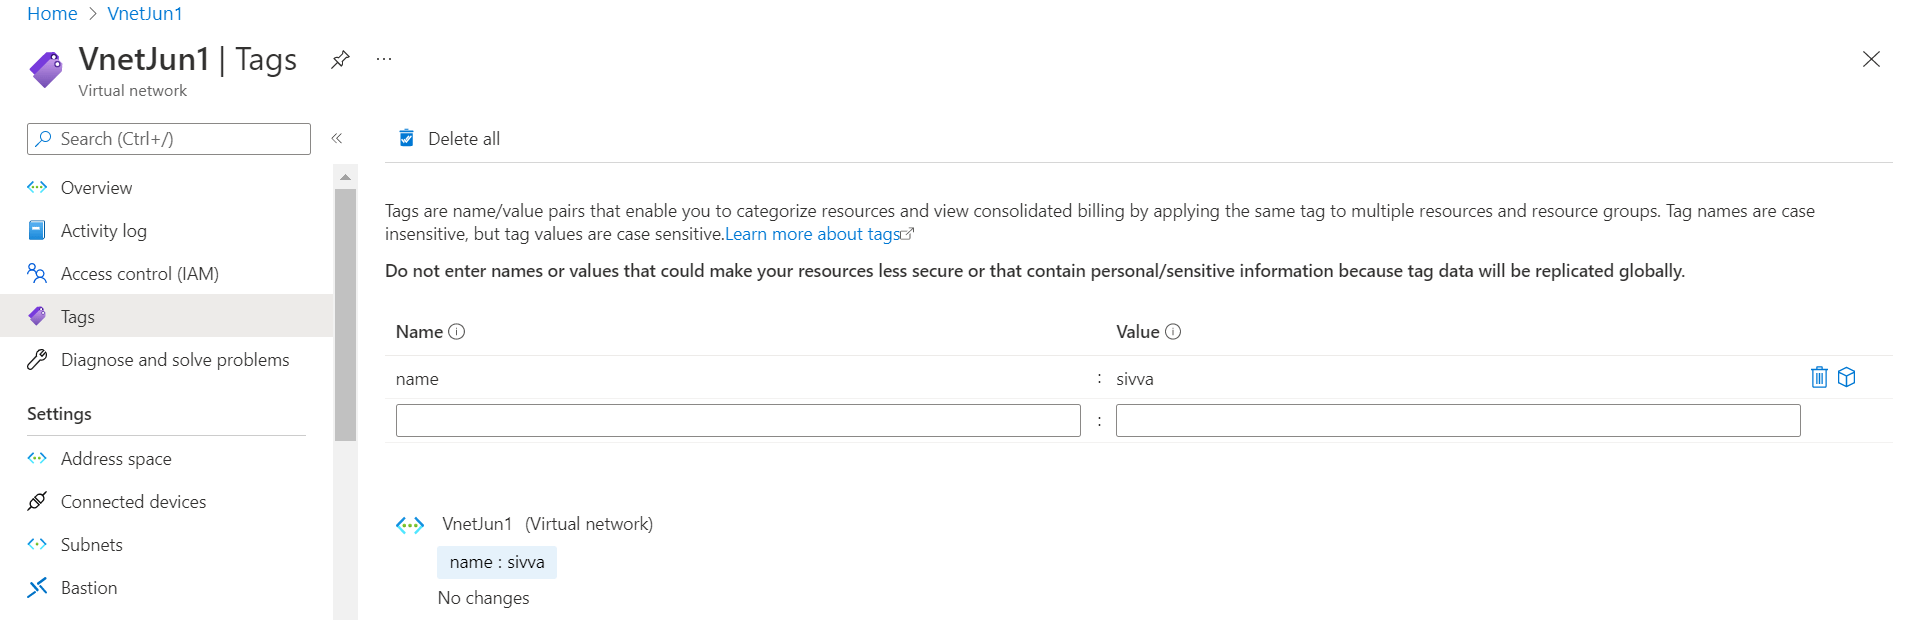 Home > VnetJun1
VnetJun1 | Tags ...
Virtual network
Search (Ctrl+/)
«
Overview
Activity log
Access control (IAM)
Tags
Diagnose and solve problems
Settings
Address space
Connected devices
Subnets
Bastion
Delete all
Tags are name/value pairs that enable you to categorize resources and view consolidated billing by applying the same tag to multiple resources and resource groups. Tag names are case
insensitive, but tag values are case sensitive.Learn more about tags
Do not enter names or values that could make your resources less secure or that contain personal/sensitive information because tag data will be replicated globally.
Name Value
name : sivva
:
VnetJun1 (Virtual network)
name : sivva
No changes